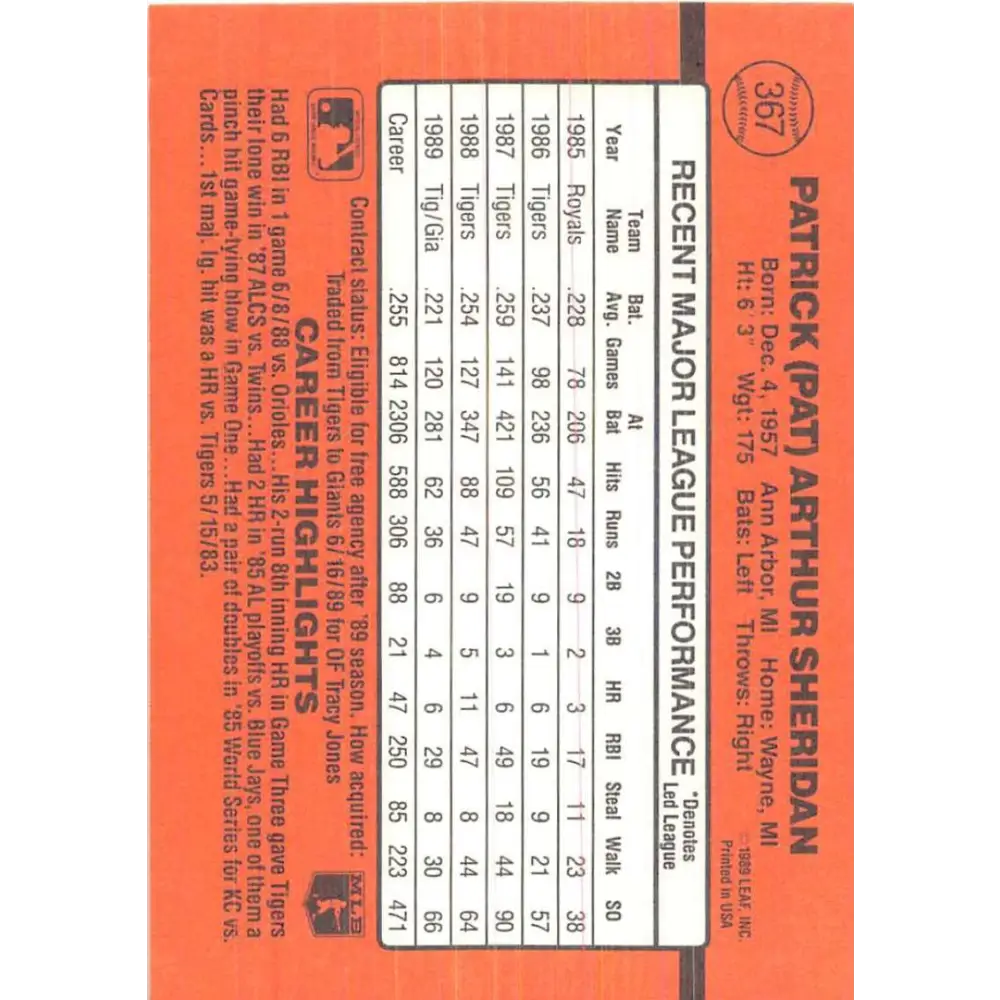 367
PATRICK (PAT) ARTHUR SHERIDAN
Born: Dec. 4, 1957 Ann Arbor, MI Home: Wayne, MI
Ht: 6' 3" Wgt: 175 Bats: Left Throws: Right
© 1989 LEAF, INC.
Printed in USA
RECENT MAJOR LEAGUE PERFORMANCE *Denotes
Led League
Team Bat. At
Year Name Avg. Games Bat Hits Runs 2B 3B HR RBI Steal Walk SO
1985 Royals .228 78 206 47 18 9 2 3 17 11 23 38
1986 Tigers .237 98 236 56 41 9 1 6 19 9 21 57
1987 Tigers .259 141 421 109 57 19 3 6 49 18 44 90
1988 Tigers .254 127 347 88 47 9 5 11 47 8 44 64
1989 Tig/Gia .221 120 281 62 36 6 4 6 29 8 30 66
Career .255 814 2306 588 306 88 21 47 250 85 223 471
Contract status: Eligible for free agency after '89 season. How acquired:
Traded from Tigers to Giants 6/16/89 for OF Tracy Jones
MLB
CAREER HIGHLIGHTS
Had 6 RBI in 1 game 6/8/88 vs. Orioles...His 2-run 8th inning HR in Game Three gave Tigers
their lone win in '87 ALCS vs. Twins...Had 2 HR in '85 AL playoffs vs. Blue Jays, one of them a
pinch hit game-tying blow in Game One...Had a pair of doubles in '85 World Series for KC vs.
Cards... 1st maj. lg. hit was a HR vs. Tigers 5/15/83.